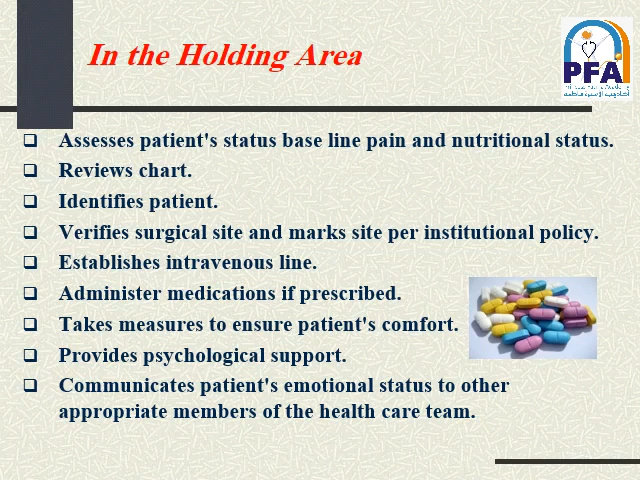 In the Holding Area
PFA
❑ Assesses patient's status base line pain and nutritional status.
❑ Reviews chart.
❑ Identifies patient.
❑ Verifies surgical site and marks site per institutional policy.
❑ Establishes intravenous line.
❑ Administer medications if prescribed.
❑ Takes measures to ensure patient's comfort.
❑ Provides psychological support.
❑ Communicates patient's emotional status to other
appropriate members of the health care team.